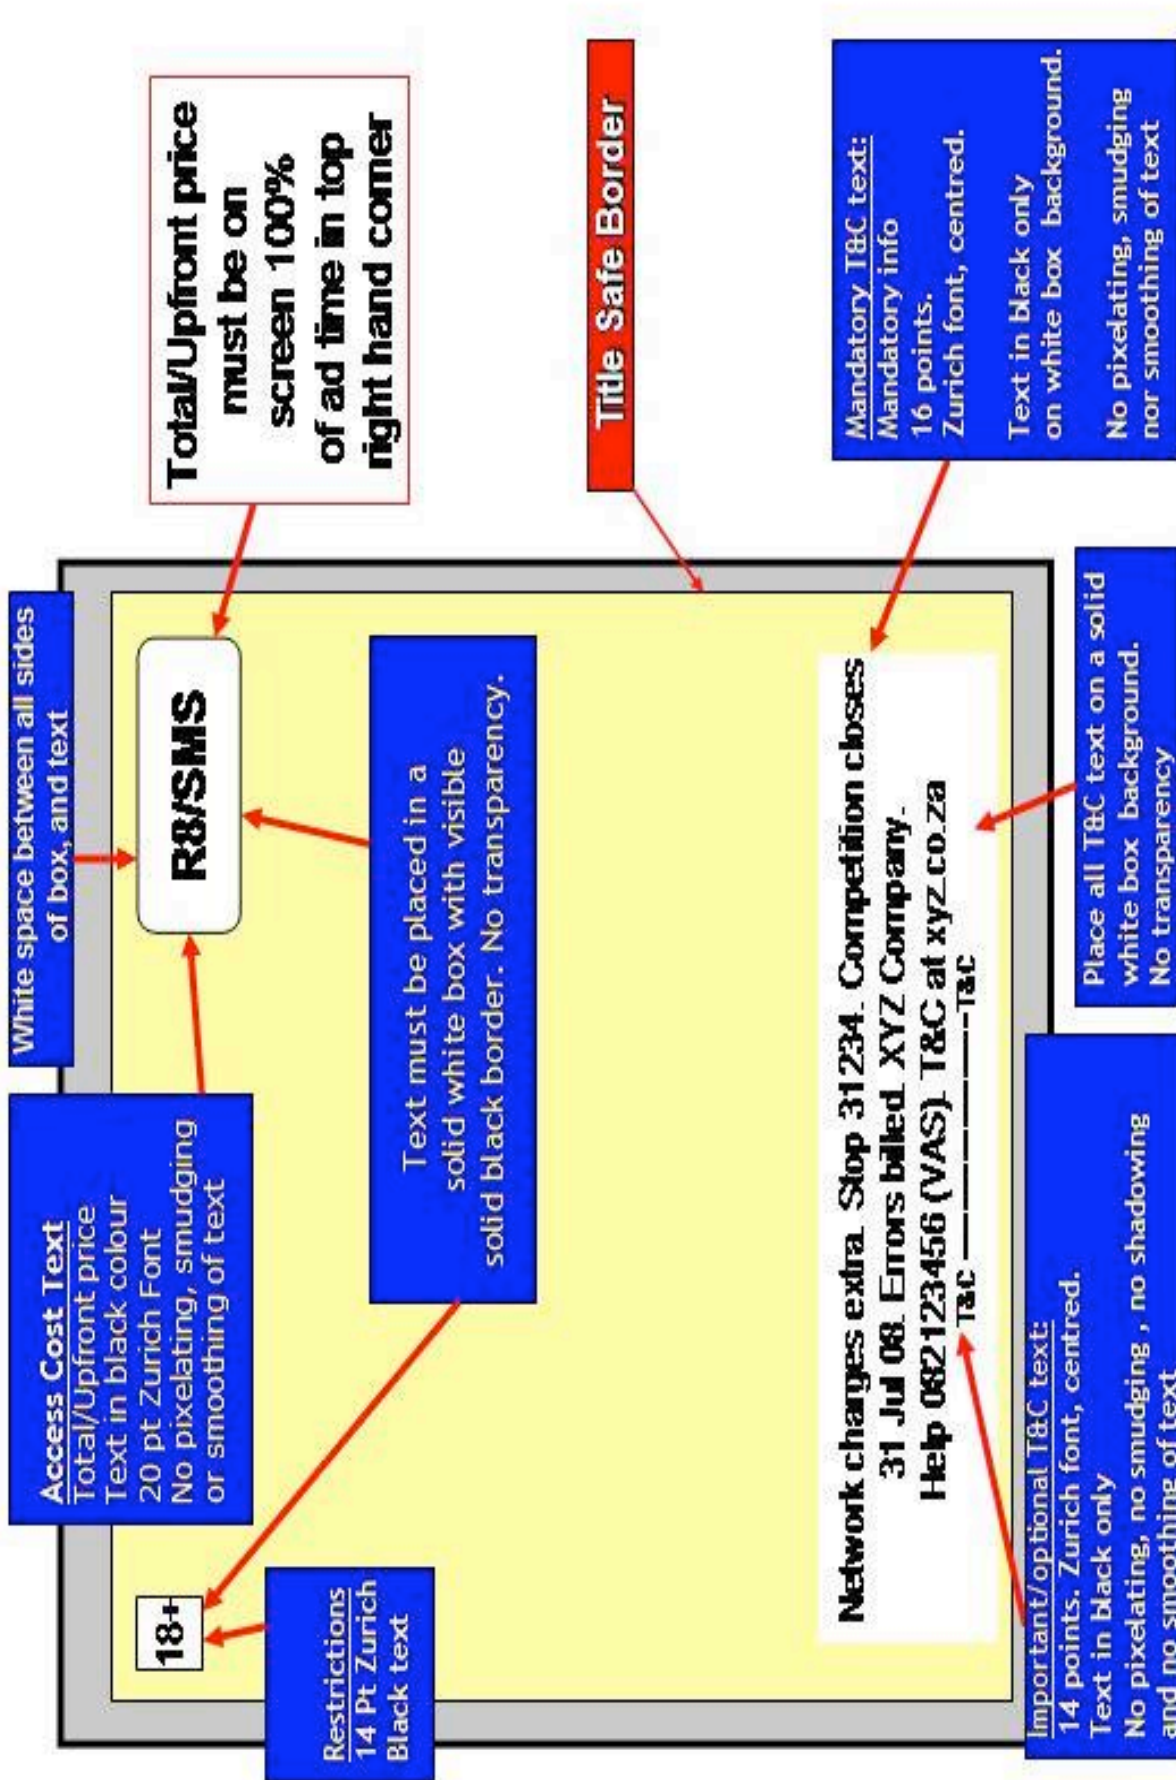 White space between all sides
of box, and text
Access Cost Text
Total/Upfront price
Text in black colour
20 pt Zurich Font
No pixelating, smudging
or smoothing of text
Total/Upfront price
must be on
screen 100%
of ad time in top
right hand corner
18+
R8/SMS
Restrictions
14 Pt Zurich
Black text
Text must be placed in a
solid white box with visible
solid black border. No transparency.
Title Safe Border
Network charges extra. Stop 31234. Competition closes
31 Jul 08. Errors billed. XYZ Company.
Help 082123456 (VAS). T&C at xyz.co.za
T&C ---------------------T&C
Mandatory T&C text:
Mandatory info
16 points.
Zurich font, centred.
Text in black only
on white box background.
No pixelating, smudging
nor smoothing of text
Important/optional T&C text:
14 points. Zurich font, centred.
Text in black only
No pixelating, no smudging , no shadowing
and no smoothing of text
Place all T&C text on a solid
white box background.
No transparency